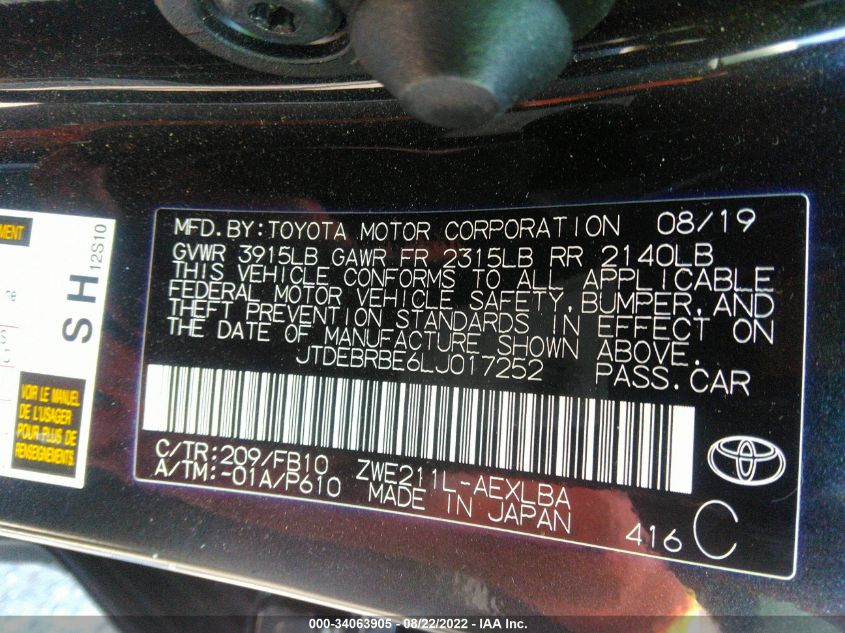 MFD.BY:TOYOTA MOTOR CORPORATION 08/19
GVWR 3915LB GAWR FR 2315LB RR 2140LB
THIS VEHICLE CONFORMS TO ALL APPLICABLE
FEDERAL MOTOR VEHICLE SAFETY, BUMPER, AND
THEFT PREVENTION STANDARDS IN EFFECT ON
THE DATE OF MANUFACTURE SHOWN ABOVE.
JTDEBRBE6LJ017252 PASS.CAR
C/TR:209/FB10 ZWE211L-AEXLBA
A/TM:-01A/P610 MADE IN JAPAN
416 C
SH
12S10
VOIR LE MANUEL
DE L'USAGER
POUR PLUS DE
RENSEIGNEMENTS.
000-34063905 - 08/22/2022 - IAA Inc.